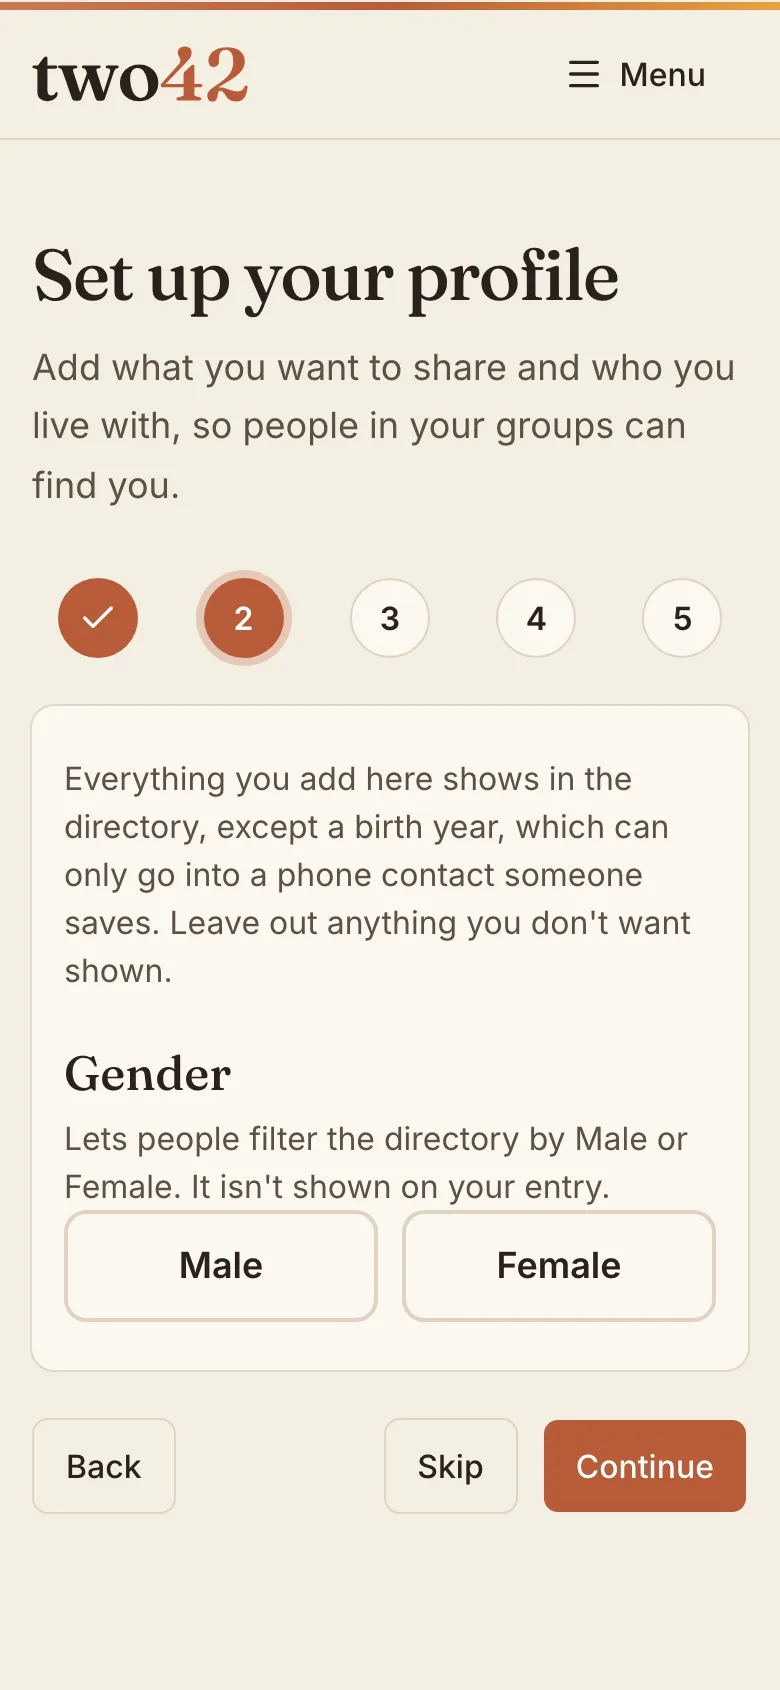 two42
Menu
Set up your profile
Add what you want to share and who you
live with, so people in your groups can
find you.
2
3
4
5
Everything you add here shows in the
directory, except a birth year, which can
only go into a phone contact someone
saves. Leave out anything you don't want
shown.
Gender
Lets people filter the directory by Male or
Female. It isn't shown on your entry.
Male
Female
Back
Skip
Continue